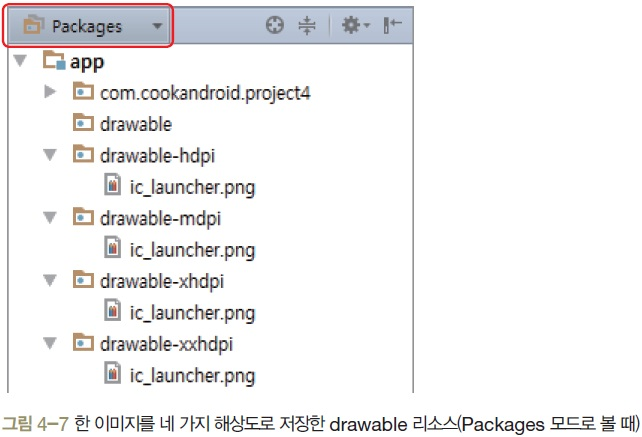 Packages
app
com.cookandroid.project4
drawable
drawable-hdpi
ic_launcher.png
drawable-mdpi
ic_launcher.png
drawable-xhdpi
ic_launcher.png
drawable-xxhdpi
ic_launcher.png
그림 4-7 한 이미지를 네 가지 해상도로 저장한 drawable 리소스(Packages 모드로 볼 때)